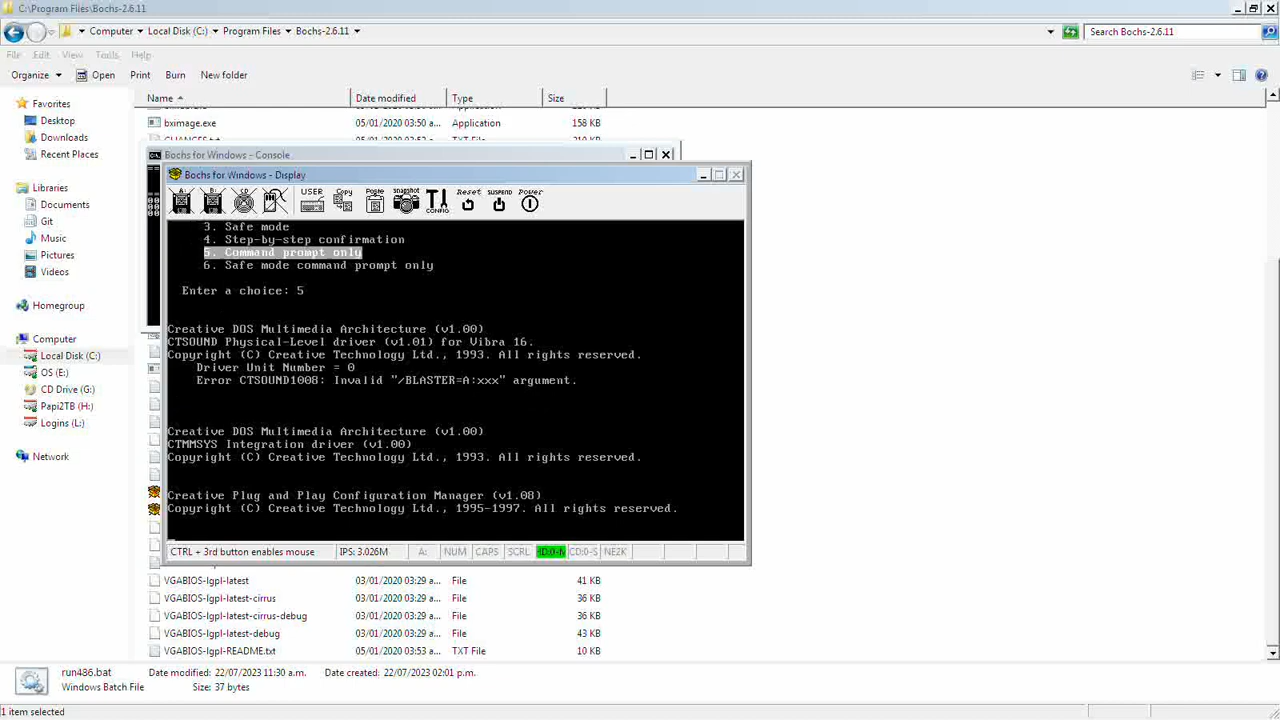 C:\Program Files\Bochs-2.6.11
Computer Local Disk (C:) Program Files Bochs-2.6.11
Search Bochs-2.6.11
File Edit View Tools Help
Organize Open Print Burn New folder
Name Date modified Type Size
Favorites
Desktop
Downloads
Recent Places
Libraries
Documents
Git
Music
Pictures
Videos
Homegroup
Computer
Local Disk (C:)
OS (E:)
CD Drive (G:)
Papi2TB (H:)
Logins (L:)
Network
bximage.exe 05/01/2020 03:50 a... Application 158 KB
Bochs for Windows - Console
Bochs for Windows - Display
A: B: CD USER Copy Paste snapshot CONFIG Reset SUSPEND Power
3. Safe mode
4. Step-by-step confirmation
5. Command prompt only
6. Safe mode command prompt only
Enter a choice: 5
Creative DOS Multimedia Architecture (v1.00)
CTSOUND Physical-Level driver (v1.01) for Vibra 16.
Copyright (C) Creative Technology Ltd., 1993. All rights reserved.
Driver Unit Number = 0
Error CTSOUND1008: Invalid "/BLASTER=A:xxx" argument.
Creative DOS Multimedia Architecture (v1.00)
CTMMSYS Integration driver (v1.00)
Copyright (C) Creative Technology Ltd., 1993. All rights reserved.
Creative Plug and Play Configuration Manager (v1.08)
Copyright (C) Creative Technology Ltd., 1995-1997. All rights reserved.
CTRL + 3rd button enables mouse IPS: 3.026M A: NUM CAPS SCRL CD:0-S NE2K
VGABIOS-lgpl-latest 03/01/2020 03:29 a... File 41 KB
VGABIOS-lgpl-latest-cirrus 03/01/2020 03:29 a... File 36 KB
VGABIOS-lgpl-latest-cirrus-debug 03/01/2020 03:29 a... File 36 KB
VGABIOS-lgpl-latest-debug 03/01/2020 03:29 a... File 43 KB
VGABIOS-lgpl-README.txt 05/01/2020 03:50 a... TXT File 10 KB
run486.bat Date modified: 22/07/2023 11:30 a.m. Date created: 22/07/2023 02:01 p.m.
Windows Batch File Size: 37 bytes
1 item selected